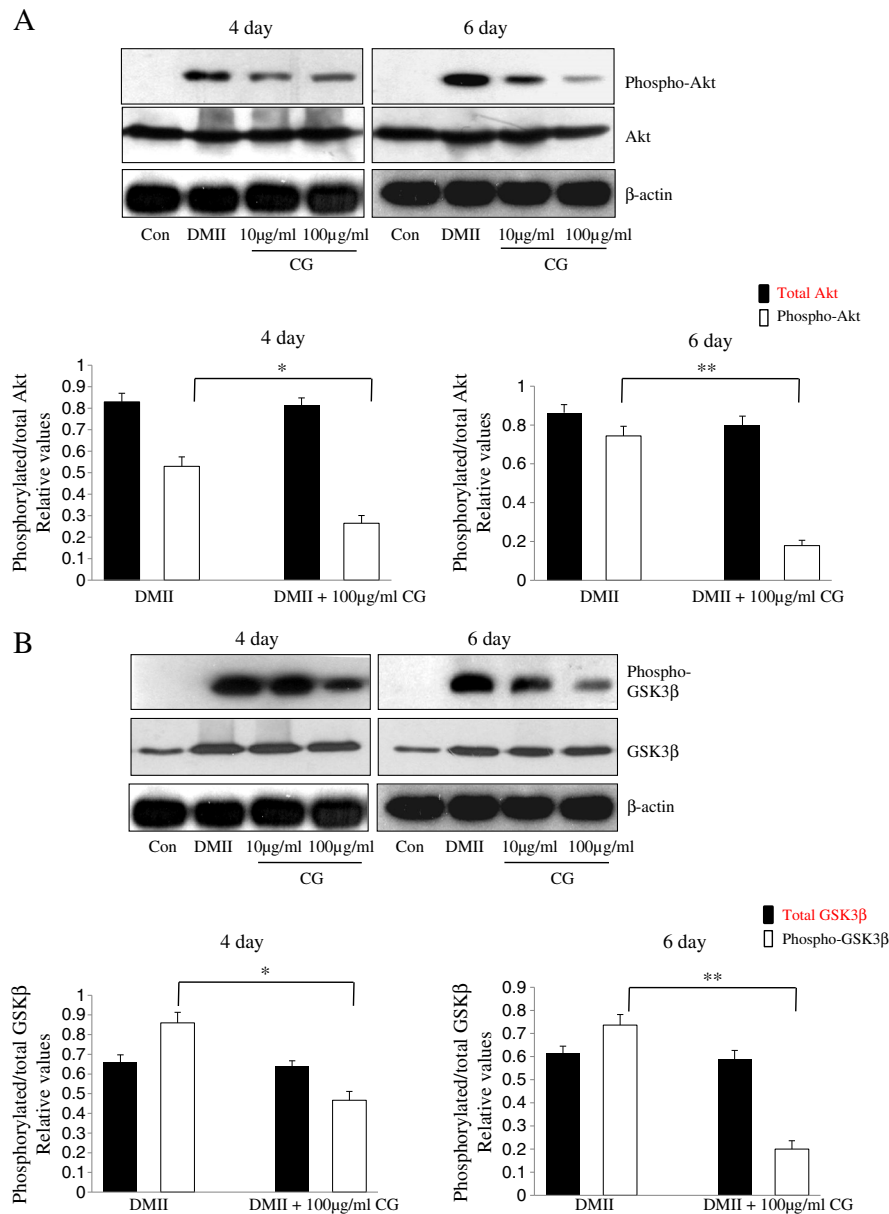 A
4 day
6 day
Phospho-Akt
Akt
β-actin
Con DMII 10µg/ml 100µg/ml Con DMII 10µg/ml 100µg/ml
CG CG
Total Akt
Phospho-Akt
4 day
*
Phosphorylated/total Akt
Relative values
1
0.9
0.8
0.7
0.6
0.5
0.4
0.3
0.2
0.1
0
DMII DMII + 100µg/ml CG
6 day
**
Phosphorylated/total Akt
Relative values
1
0.8
0.6
0.4
0.2
0
DMII DMII + 100µg/ml CG
B
4 day
6 day
Phospho-
GSK3β
GSK3β
β-actin
Con DMII 10µg/ml 100µg/ml Con DMII 10µg/ml 100µg/ml
CG CG
Total GSK3β
Phospho-GSK3β
4 day
*
Phosphorylated/total GSKβ
Relative values
1
0.9
0.8
0.7
0.6
0.5
0.4
0.3
0.2
0.1
0
DMII DMII + 100µg/ml CG
6 day
**
Phosphorylated/total GSKβ
Relative values
0.9
0.8
0.7
0.6
0.5
0.4
0.3
0.2
0.1
0
DMII DMII + 100µg/ml CG